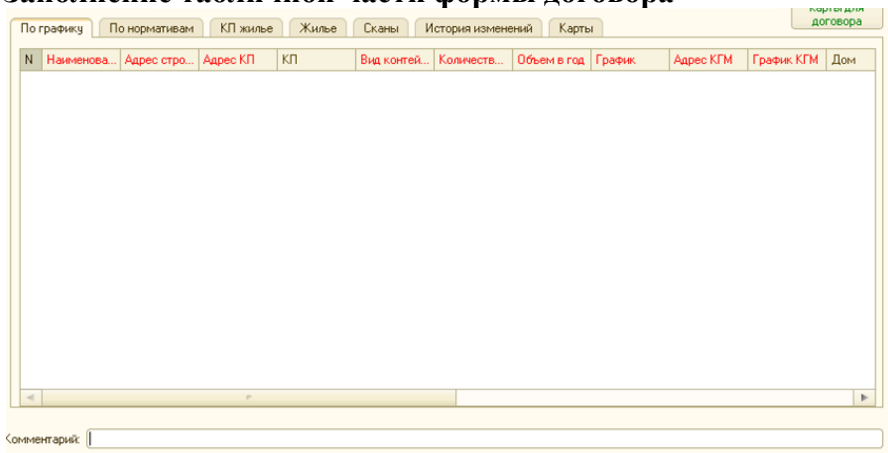 Заполнение табличной части формы договора
Карты для
договора
По графику По нормативам КП жилье Жилье Сканы История изменений Карты
N Наименова... Адрес стро... Адрес КП КП Вид контей... Количеств... Объем в год График Адрес КГМ График КГМ Дом
Комментарий: